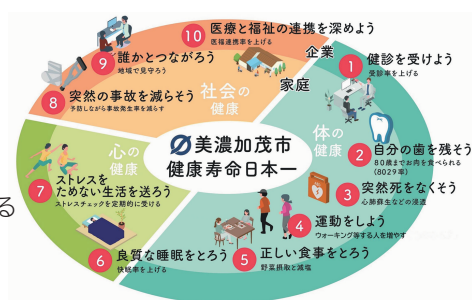 美濃加茂市
健康寿命日本一
企業
家庭
体の
健康
1
健診を受けよう
受診率を上げる
2
自分の歯を残そう
80歳までお肉を食べられる
(8029率)
3
突然死をなくそう
心肺蘇生などの浸透
4
運動をしよう
ウォーキング等する人を増やす
5
正しい食事をとろう
野菜摂取と減塩
6
良質な睡眠をとろう
快眠率を上げる
心の
健康
7
ストレスを
ためない生活を送ろう
ストレスチェックを定期的に受ける
る
社会の
健康
8
突然の事故を減らそう
予防しながら事故発生率を減らす
9
誰かとつながろう
地域で見守ろう
10
医療と福祉の連携を深めよう
医福連携率を上げる